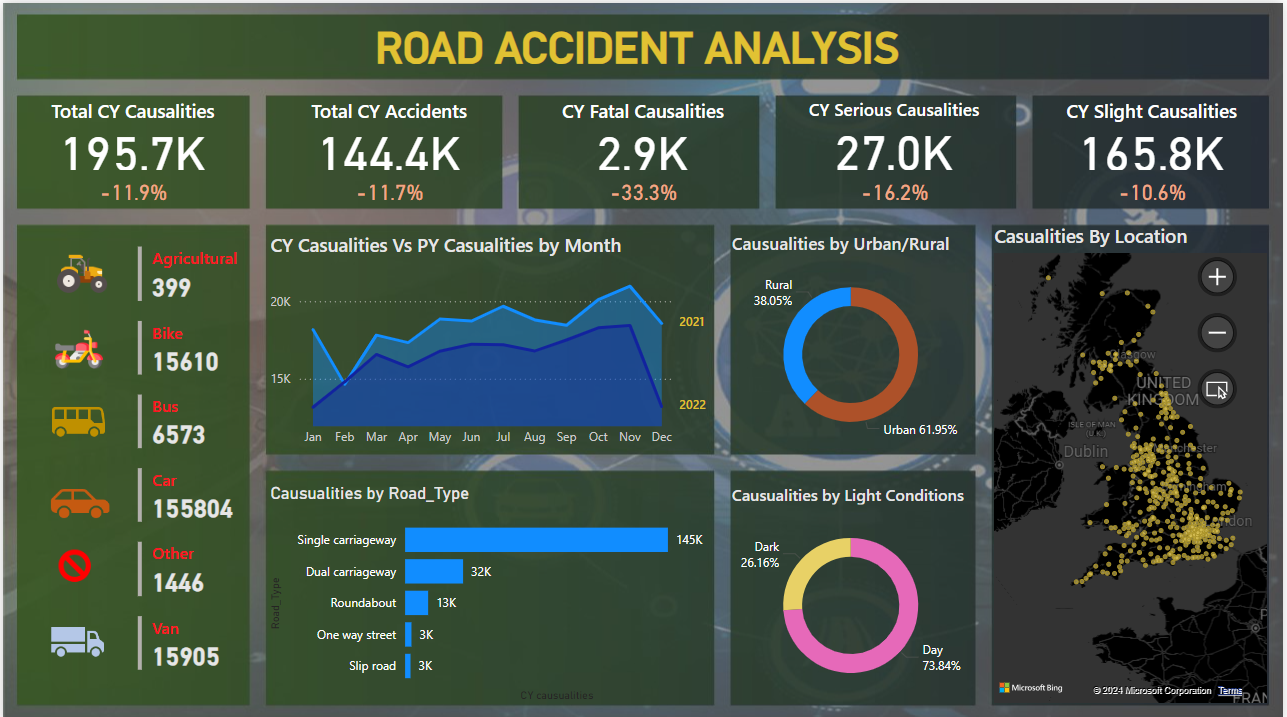 ROAD ACCIDENT ANALYSIS
Total CY Causalities
195.7K
-11.9%
Total CY Accidents
144.4K
-11.7%
CY Fatal Causalities
2.9K
-33.3%
CY Serious Causalities
27.0K
-16.2%
CY Slight Causalities
165.8K
-10.6%
Agricultural
399
Bike
15610
Bus
6573
Car
155804
Other
1446
Van
15905
CY Casualities Vs PY Casualities by Month
20K
15K
2021
2022
Jan Feb Mar Apr May Jun Jul Aug Sep Oct Nov Dec
Causualities by Road_Type
Road_Type
Single carriageway 145K
Dual carriageway 32K
Roundabout 13K
One way street 3K
Slip road 3K
CY causualities
Causualities by Urban/Rural
Rural
38.05%
Urban 61.95%
Causualities by Light Conditions
Dark
26.16%
Day
73.84%
Casualities By Location
Glasgow
UNITED
KINGDOM
ISLE OF MAN
(U.K.)
Dublin
Microsoft Bing
© 2024 Microsoft Corporation Terms
FRAN